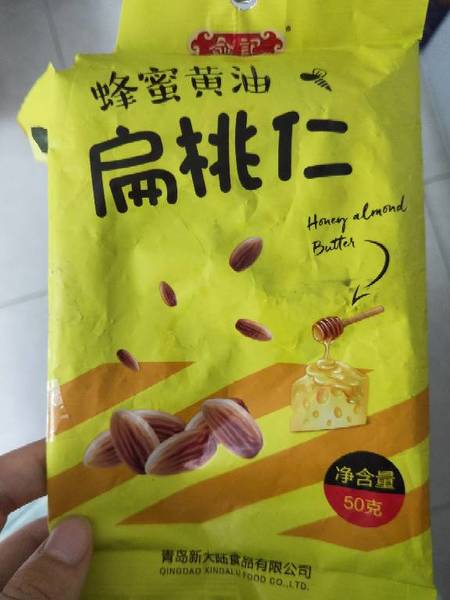 蜂蜜黄油
扁桃仁
Honey almond
Butter
净含量
50克
青岛新大陆食品有限公司
QINGDAO XINDALU FOOD CO.,LTD.